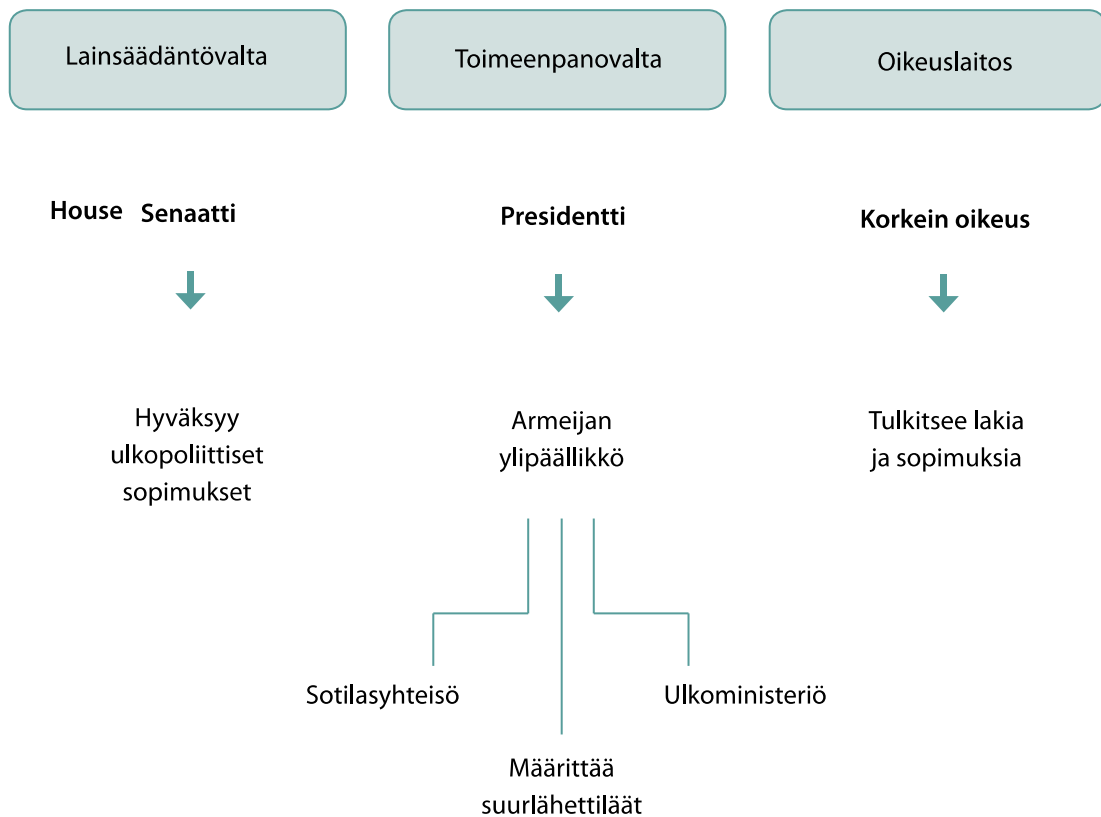 Lainsäädäntövalta
Toimeenpanovalta
Oikeuslaitos
House Senaatti
Presidentti
Korkein oikeus
Hyväksyy
ulkopoliittiset
sopimukset
Armeijan
ylipäällikkö
Tulkitsee lakia
ja sopimuksia
Sotilasyhteisö
Ulkoministeriö
Määrittää
suurlähettiläät